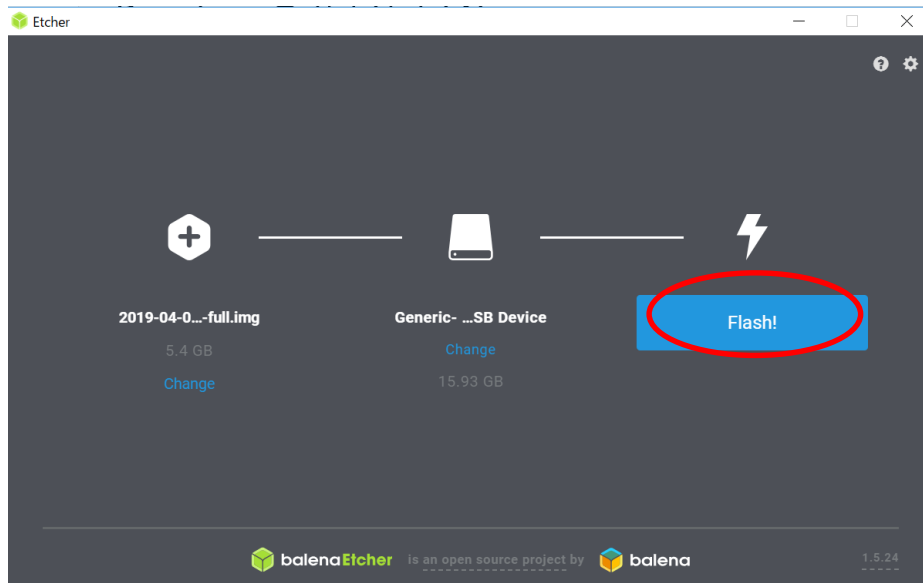 Etcher
2019-04-0...-full.img
5.4 GB
Change
Generic- ...SB Device
Change
15.93 GB
Flash!
balenaEtcher is an open source project by balena
1.5.24